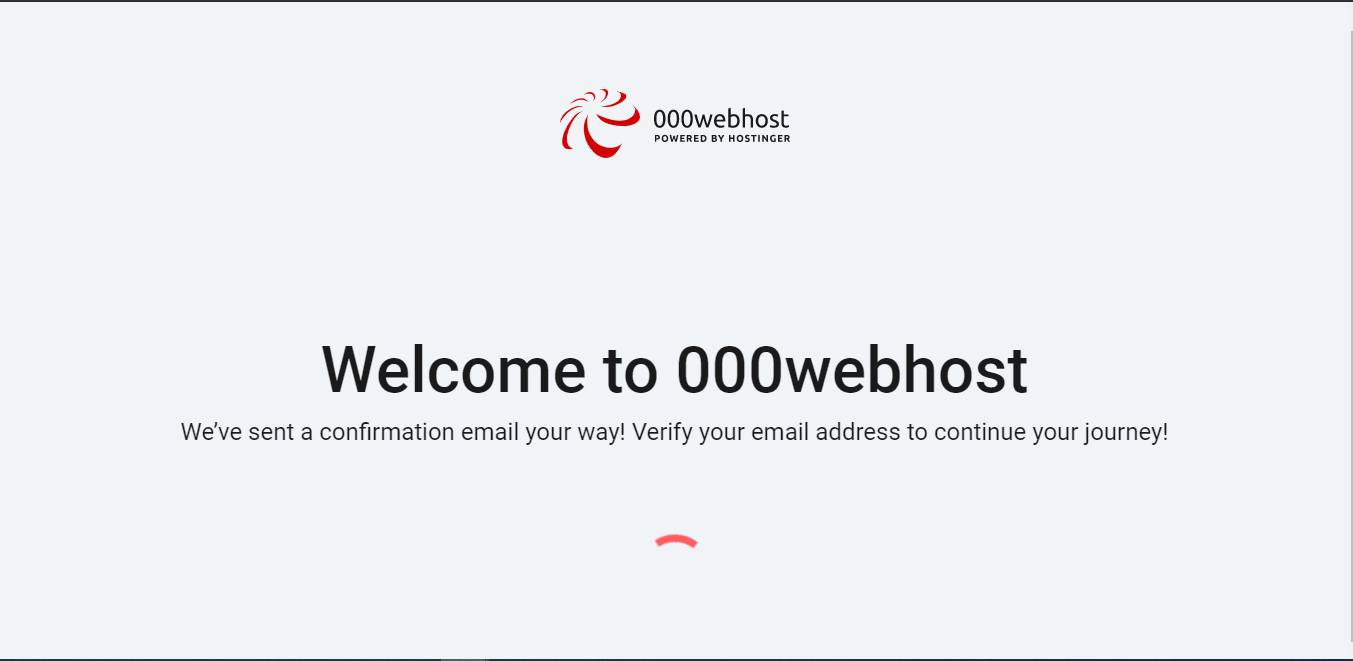 000webhost
POWERED BY HOSTINGER
Welcome to 000webhost
We’ve sent a confirmation email your way! Verify your email address to continue your journey!